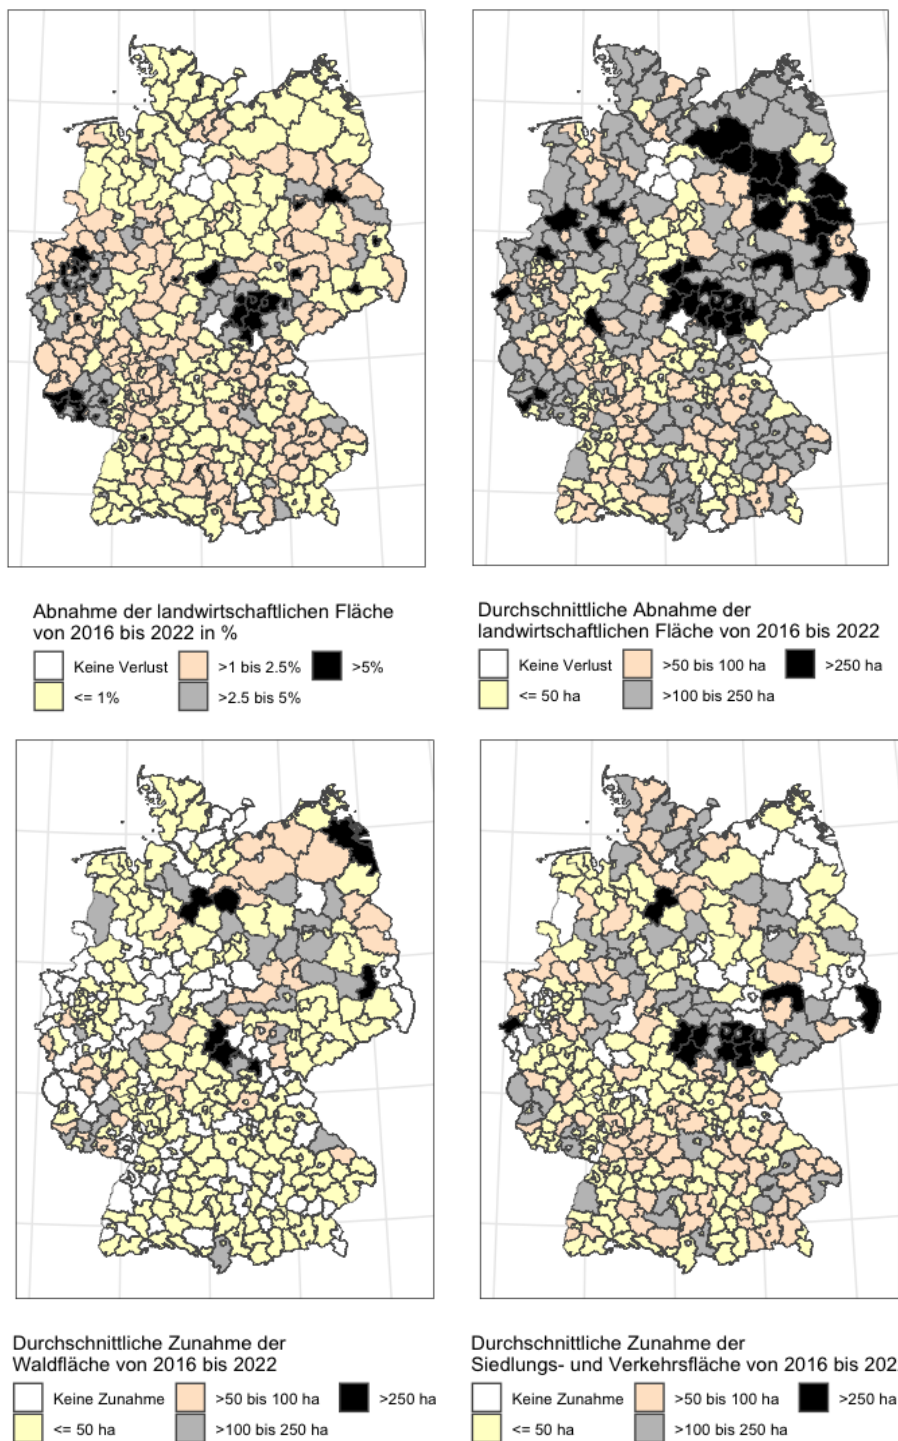 Abnahme der landwirtschaftlichen Fläche
von 2016 bis 2022 in %
Keine Verlust >1 bis 2.5% >5%
<= 1% >2.5 bis 5%
Durchschnittliche Abnahme der
landwirtschaftlichen Fläche von 2016 bis 2022
Keine Verlust >50 bis 100 ha >250 ha
<= 50 ha >100 bis 250 ha
Durchschnittliche Zunahme der
Waldfläche von 2016 bis 2022
Keine Zunahme >50 bis 100 ha >250 ha
<= 50 ha >100 bis 250 ha
Durchschnittliche Zunahme der
Siedlungs- und Verkehrsfläche von 2016 bis 202
Keine Zunahme >50 bis 100 ha >250 ha
<= 50 ha >100 bis 250 ha